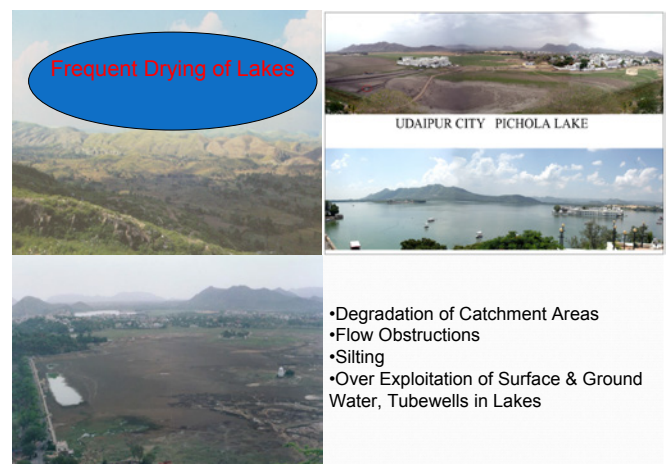 Frequent Drying of Lakes
UDAIPUR CITY PICHOLA LAKE
•Degradation of Catchment Areas
•Flow Obstructions
•Silting
•Over Exploitation of Surface & Ground
Water, Tubewells in Lakes